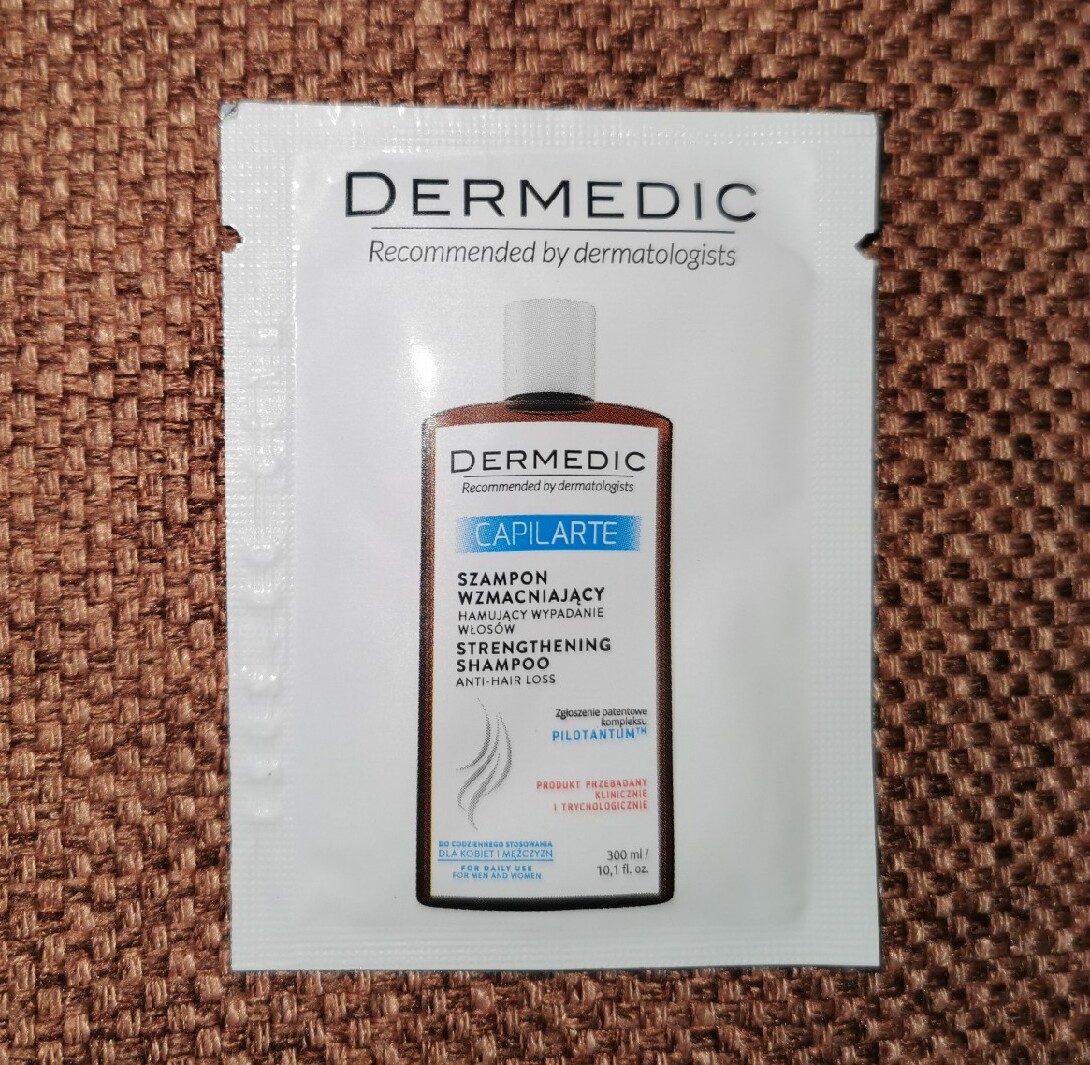 DERMEDIC
Recommended by dermatologists
DERMEDIC
Recommended by dermatologists
CAPILARTE
SZAMPON
WZMACNIAJĄCY
HAMUJĄCY WYPADANIE
WŁOSÓW
STRENGTHENING
SHAMPOO
ANTI-HAIR LOSS
Zgłoszenie patentowe
kompleksu
PILOTANTUM™
PRODUKT PRZEBADANY
KLINICZNIE
I TRYCHOLOGICZNIE
DO CODZIENNEGO STOSOWANIA
DLA KOBIET I MĘŻCZYZN
FOR DAILY USE
FOR MEN AND WOMEN
300 ml /
10,1 fl. oz.